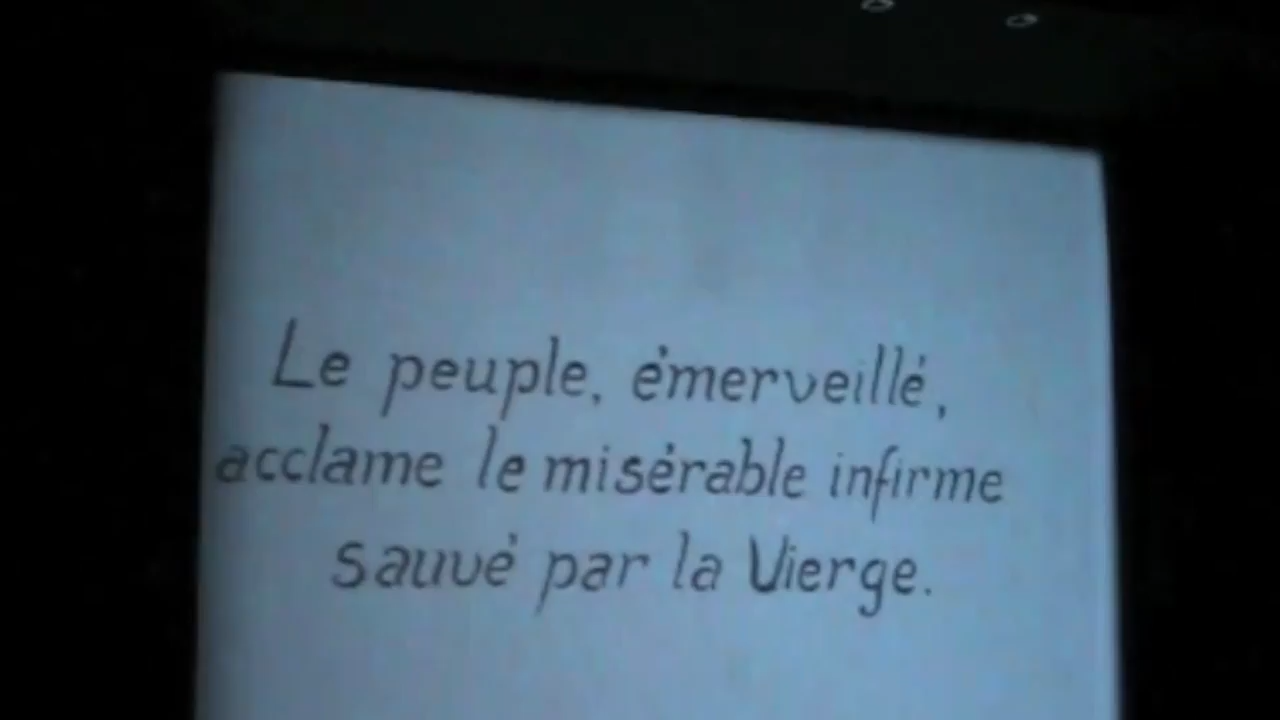 Le peuple, émerveillé,
acclame le misérable infirme
sauvé par la Vierge.